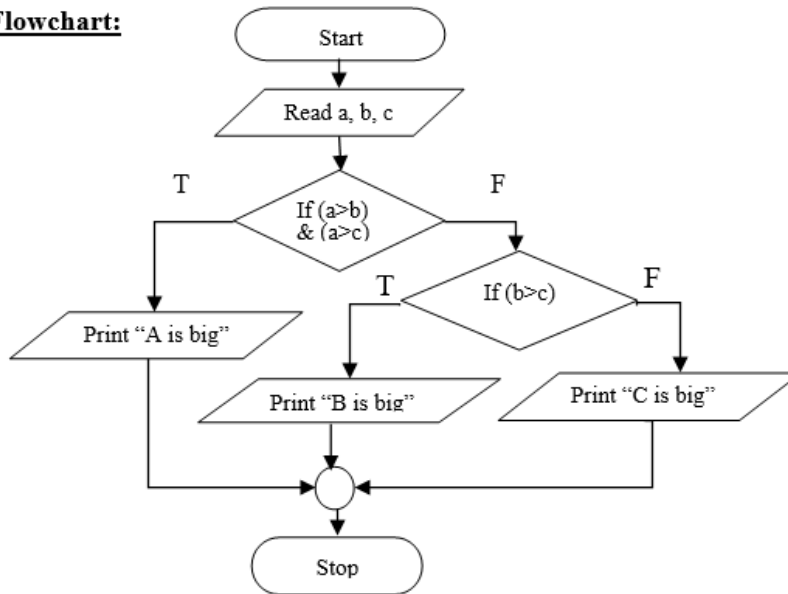 Flowchart:
Start
Read a, b, c
T
F
If (a>b)
& (a>c)
T
If (b>c)
F
Print “A is big”
Print “B is big”
Print “C is big”
Stop